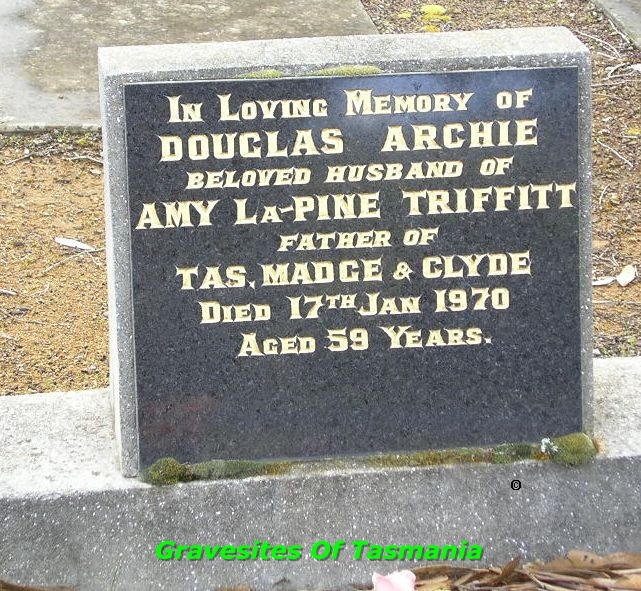 In Loving Memory of
DOUGLAS ARCHIE
BELOVED HUSBAND OF
AMY La-PINE TRIFFITT
FATHER OF
TAS, MADGE & CLYDE
Died 17TH Jan 1970
Aged 59 Years.
©
Gravesites Of Tasmania